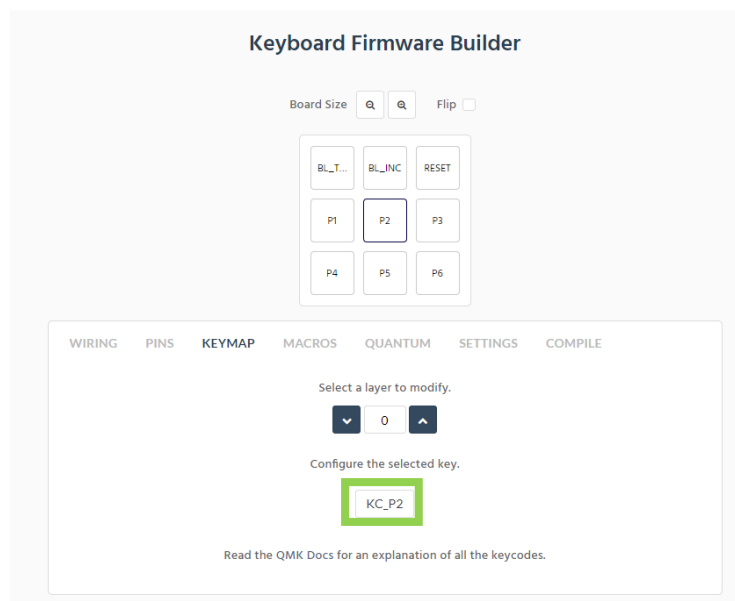 Keyboard Firmware Builder
Board Size Flip
BL_T... BL_INC RESET
P1 P2 P3
P4 P5 P6
WIRING PINS KEYMAP MACROS QUANTUM SETTINGS COMPILE
Select a layer to modify.
0
Configure the selected key.
KC_P2
Read the QMK Docs for an explanation of all the keycodes.